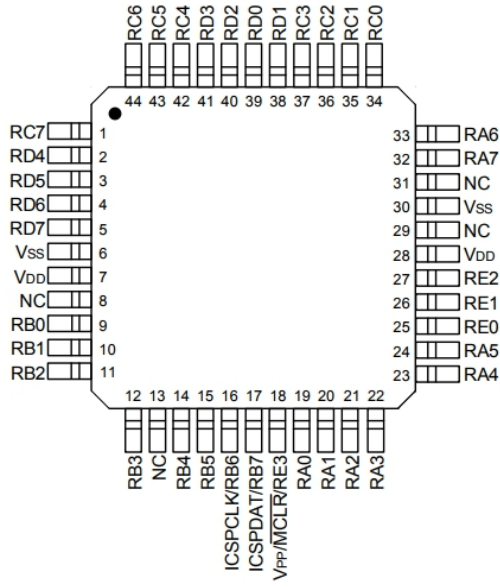 RC6
RC5
RC4
RD3
RD2
RD0
RD1
RC3
RC2
RC1
RC0
44 43 42 41 40 39 38 37 36 35 34
RC7 1
RD4 2
RD5 3
RD6 4
RD7 5
VSS 6
VDD 7
NC 8
RB0 9
RB1 10
RB2 11
33 RA6
32 RA7
31 NC
30 VSS
29 NC
28 VDD
27 RE2
26 RE1
25 RE0
24 RA5
23 RA4
12 13 14 15 16 17 18 19 20 21 22
RB3
NC
RB4
RB5
ICSPCLK/RB6
ICSPDAT/RB7
VPP/MCLR/RE3
RA0
RA1
RA2
RA3